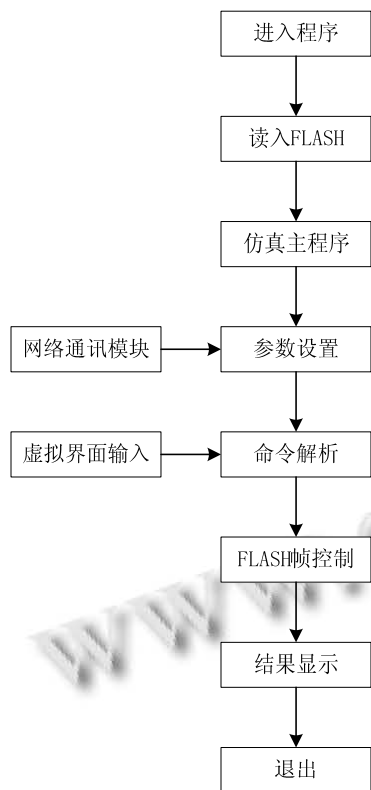 进入程序
读入FLASH
仿真主程序
网络通讯模块
参数设置
虚拟界面输入
命令解析
FLASH帧控制
www.
结果显示
退出